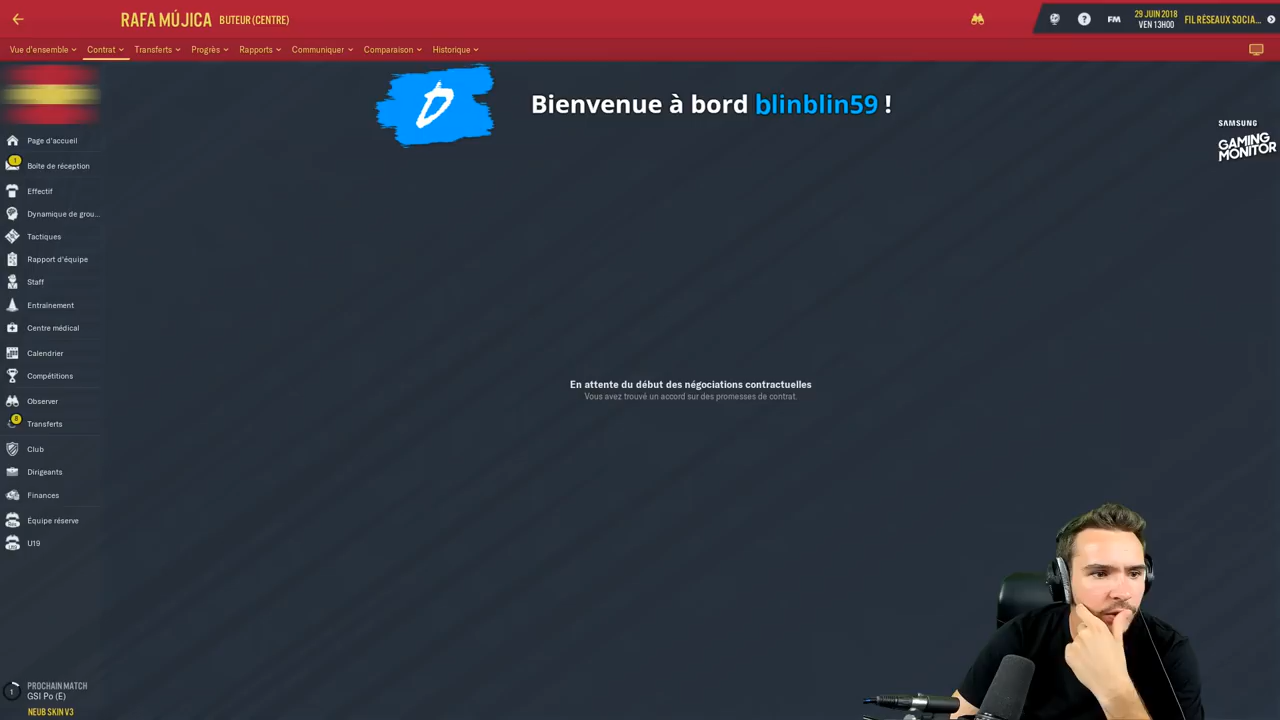 RAFA MÚJICA BUTEUR (CENTRE)
29 JUIN 2018
VEN 13H00
FM
FIL RÉSEAUX SOCIA...
Vue d'ensemble Contrat Transferts Progrès Rapports Communiquer Comparaison Historique
Bienvenue à bord blinblin59 !
SAMSUNG
GAMING
MONITOR
Page d'accueil
1
Boîte de réception
Effectif
Dynamique de grou...
Tactiques
Rapport d'équipe
Staff
Entraînement
Centre médical
Calendrier
Compétitions
Observer
8
Transferts
Club
Dirigeants
Finances
Équipe réserve
U19
En attente du début des négociations contractuelles
Vous avez trouvé un accord sur des promesses de contrat.
1
PROCHAIN MATCH
GSI Po (E)
NEUB SKIN V3